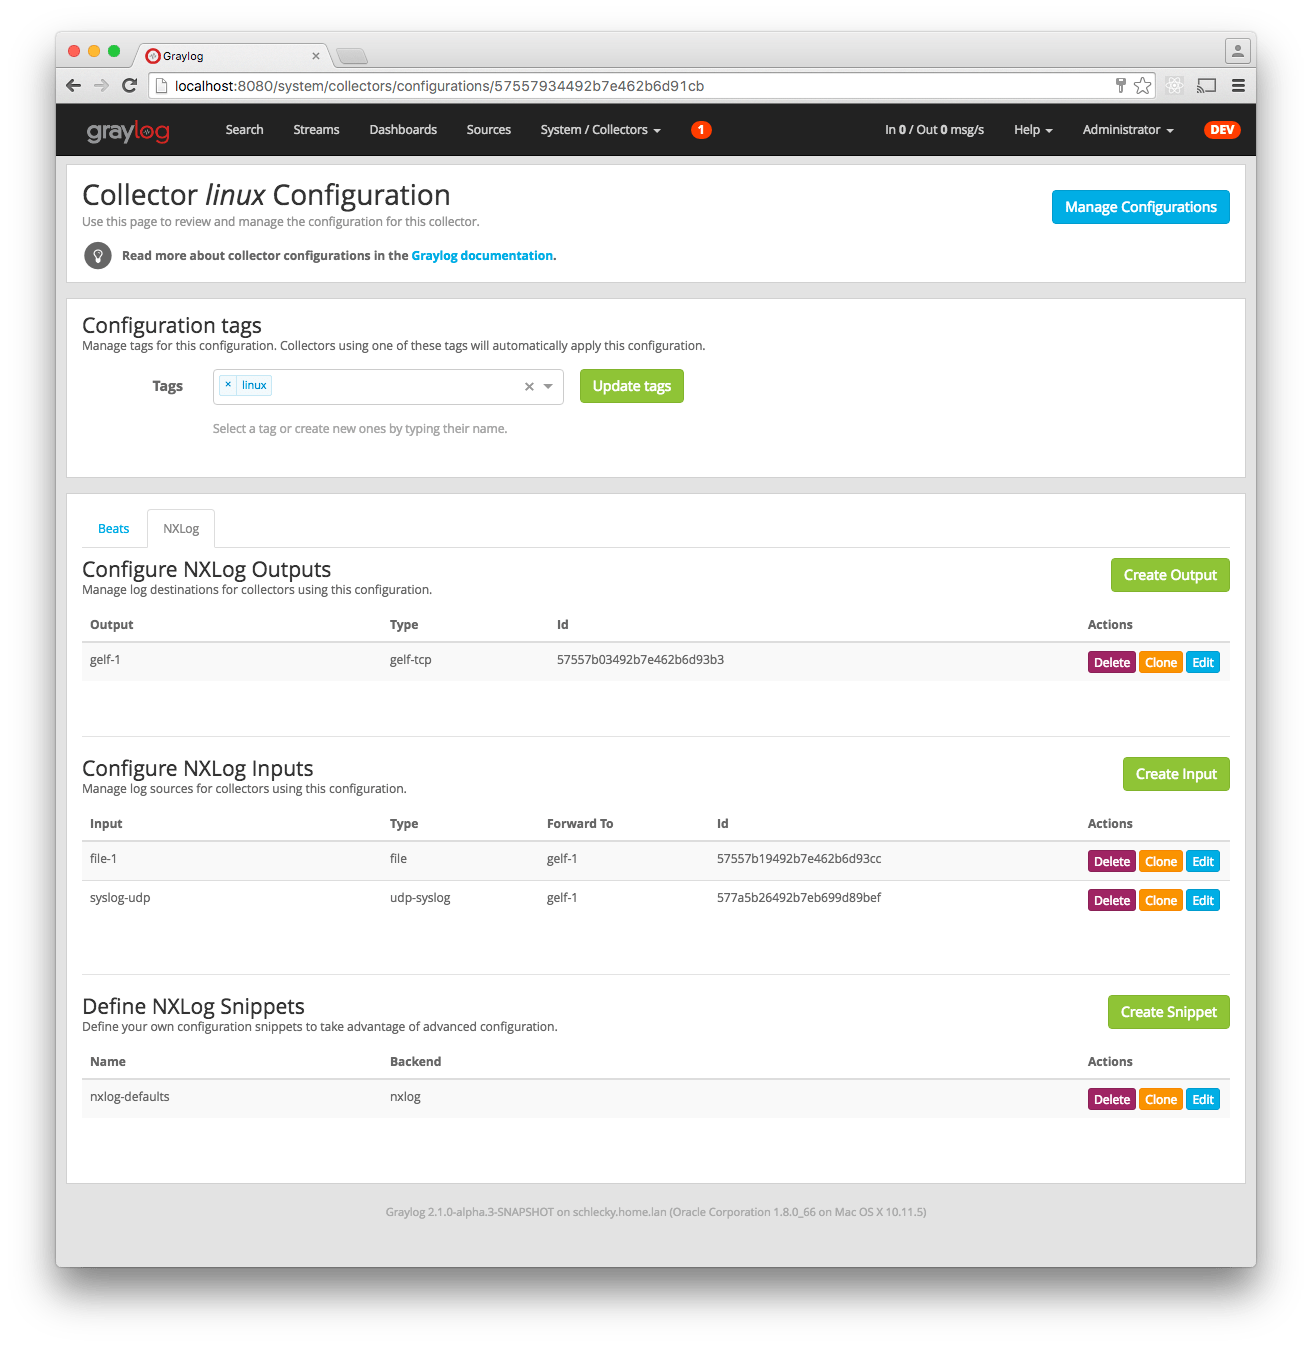 Graylog
localhost:8080/system/collectors/configurations/57557934492b7e462b6d91cb
graylog Search Streams Dashboards Sources System / Collectors 1 In 0 / Out 0 msg/s Help Administrator DEV
Collector linux Configuration
Manage Configurations
Use this page to review and manage the configuration for this collector.
Read more about collector configurations in the Graylog documentation.
Configuration tags
Manage tags for this configuration. Collectors using one of these tags will automatically apply this configuration.
Tags × linux × Update tags
Select a tag or create new ones by typing their name.
Beats NXLog
Configure NXLog Outputs
Create Output
Manage log destinations for collectors using this configuration.
Output Type Id Actions
gelf-1 gelf-tcp 57557b03492b7e462b6d93b3 Delete Clone Edit
Configure NXLog Inputs
Create Input
Manage log sources for collectors using this configuration.
Input Type Forward To Id Actions
file-1 file gelf-1 57557b19492b7e462b6d93cc Delete Clone Edit
syslog-udp udp-syslog gelf-1 577a5b26492b7eb699d89bef Delete Clone Edit
Define NXLog Snippets
Create Snippet
Define your own configuration snippets to take advantage of advanced configuration.
Name Backend Actions
nxlog-defaults nxlog Delete Clone Edit
Graylog 2.1.0-alpha.3-SNAPSHOT on schlecky.home.lan (Oracle Corporation 1.8.0_66 on Mac OS X 10.11.5)